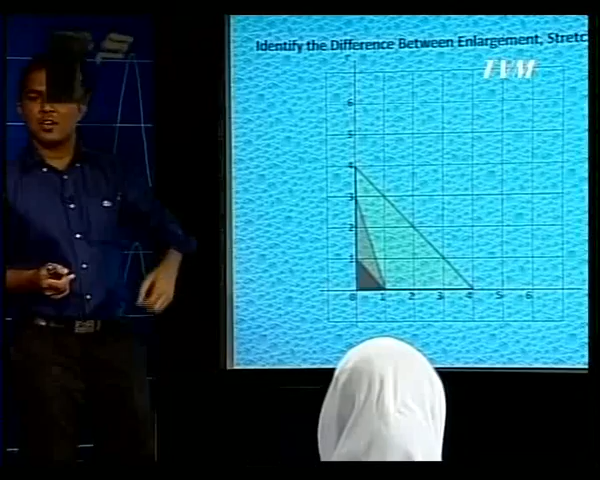 Identify the Difference Between Enlargement, Stretc
TVM
6
5
4
3
2
1
0 1 2 3 4 5 6